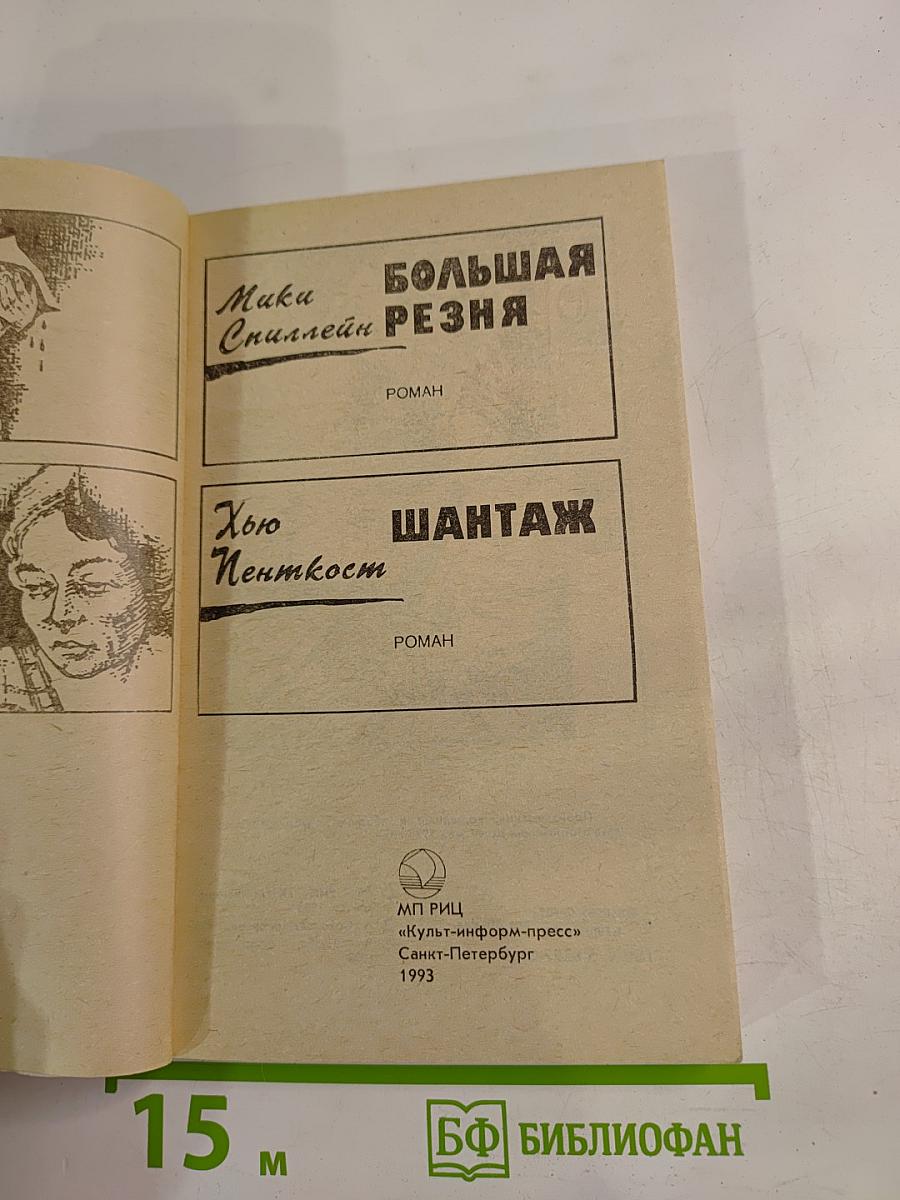 Мики
Спиллейн
БОЛЬШАЯ
РЕЗНЯ
РОМАН
Хью
Пенткост
ШАНТАЖ
РОМАН
МП РИЦ
«Культ-информ-пресс»
Санкт-Петербург
1993
15 м
БФ БИБЛИОФАН